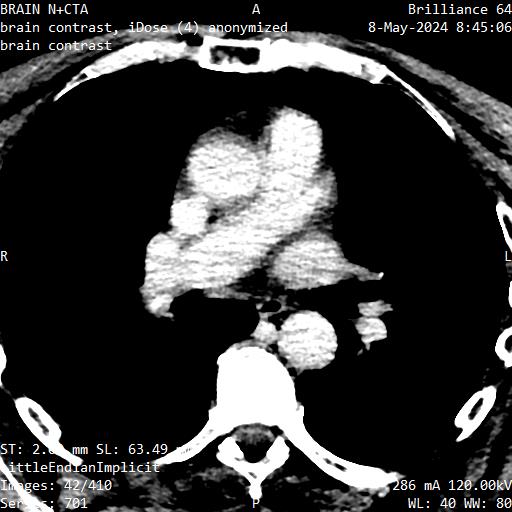 BRAIN N+CTA
A
Brilliance 64
brain contrast, iDose (4) anonymized
8-May-2024 8:45:06
brain contrast
R
L
ST: 2. mm SL: 63.49
LittleEndianImplicit
Images: 42/410
286 mA 120.00kV
Series: 701
P
WL: 40 WW: 80